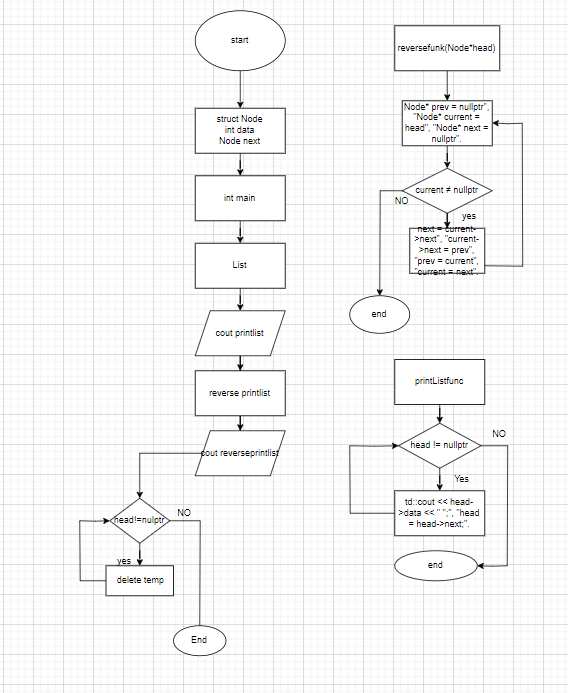 start
struct Node
int data
Node next
int main
List
cout printlist
reverse printlist
cout reverseprintlist
head!=nulptr
NO
yes
delete temp
End
reversefunk(Node*head)
Node* prev = nullptr",
"Node* current =
head", "Node* next =
nullptr".
current ≠ nullptr
NO
yes
next = current-
>next", "current-
>next = prev",
"prev = current",
"current = next".
end
printListfunc
head != nullptr
NO
Yes
td::cout << head-
>data << " ";", "head
= head->next;".
end